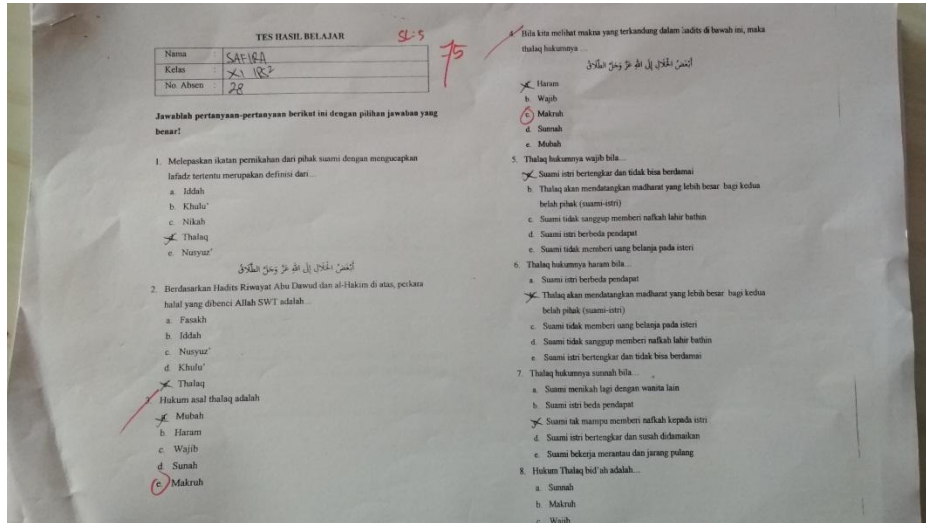 TES HASIL BELAJAR
SL:5
75
Nama : SAFIRA
Kelas : XI IPS2
No. Absen : 28
Jawablah pertanyaan-pertanyaan berikut ini dengan pilihan jawaban yang
benar!
1. Melepaskan ikatan pernikahan dari pihak suami dengan mengucapkan
lafadz tertentu merupakan definisi dari...
a. Iddah
b. Khulu'
c. Nikah
d. Thalaq
e. Nusyuz'
أَبْغَضُ الْحَلَالِ إِلَى اللهِ عَزَّ وَجَلَّ الطَّلَاقُ
2. Berdasarkan Hadits Riwayat Abu Dawud dan al-Hakim di atas, perkara
halal yang dibenci Allah SWT adalah...
a. Fasakh
b. Iddah
c. Nusyuz'
d. Khulu'
e. Thalaq
3. Hukum asal thalaq adalah
a. Mubah
b. Haram
c. Wajib
d. Sunah
e. Makruh
4. Bila kita melihat makna yang terkandung dalam hadits di bawah ini, maka
thalaq hukumnya ...
أَبْغَضُ الْحَلَالِ إِلَى اللهِ عَزَّ وَجَلَّ الطَّلَاقُ
a. Haram
b. Wajib
c. Makruh
d. Sunnah
e. Mubah
5. Thalaq hukumnya wajib bila...
a. Suami istri bertengkar dan tidak bisa berdamai
b. Thalaq akan mendatangkan madharat yang lebih besar bagi kedua
belah pihak (suami-istri)
c. Suami tidak sanggup memberi nafkah lahir bathin
d. Suami istri berbeda pendapat
e. Suami tidak memberi uang belanja pada isteri
6. Thalaq hukumnya haram bila...
a. Suami istri berbeda pendapat
b. Thalaq akan mendatangkan madharat yang lebih besar bagi kedua
belah pihak (suami-istri)
c. Suami tidak memberi uang belanja pada isteri
d. Suami tidak sanggup memberi nafkah lahir bathin
e. Suami istri bertengkar dan tidak bisa berdamai
7. Thalaq hukumnya sunnah bila...
a. Suami menikah lagi dengan wanita lain
b. Suami istri beda pendapat
c. Suami tak mampu memberi nafkah kepada istri
d. Suami istri bertengkar dan susah didamaikan
e. Suami bekerja merantau dan jarang pulang
8. Hukum Thalaq bid'ah adalah...
a. Sunnah
b. Makruh
c. Wajib